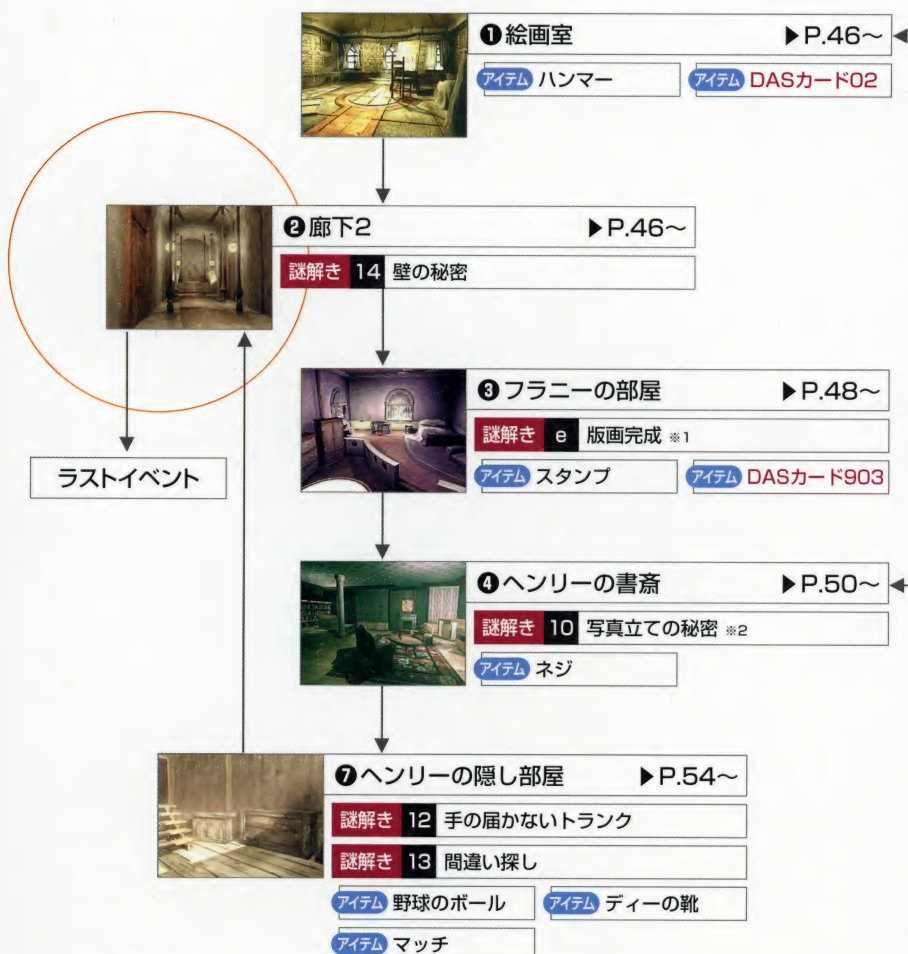 ❶絵画室 ▶P.46～
アイテム ハンマー アイテム DASカード02
❷廊下2 ▶P.46～
謎解き 14 壁の秘密
❸フラニーの部屋 ▶P.48～
謎解き e 版画完成 ※1
アイテム スタンプ アイテム DASカード903
ラストイベント
❹ヘンリーの書斎 ▶P.50～
謎解き 10 写真立ての秘密 ※2
アイテム ネジ
❼ヘンリーの隠し部屋 ▶P.54～
謎解き 12 手の届かないトランク
謎解き 13 間違い探し
アイテム 野球のボール アイテム ディーの靴
アイテム マッチ